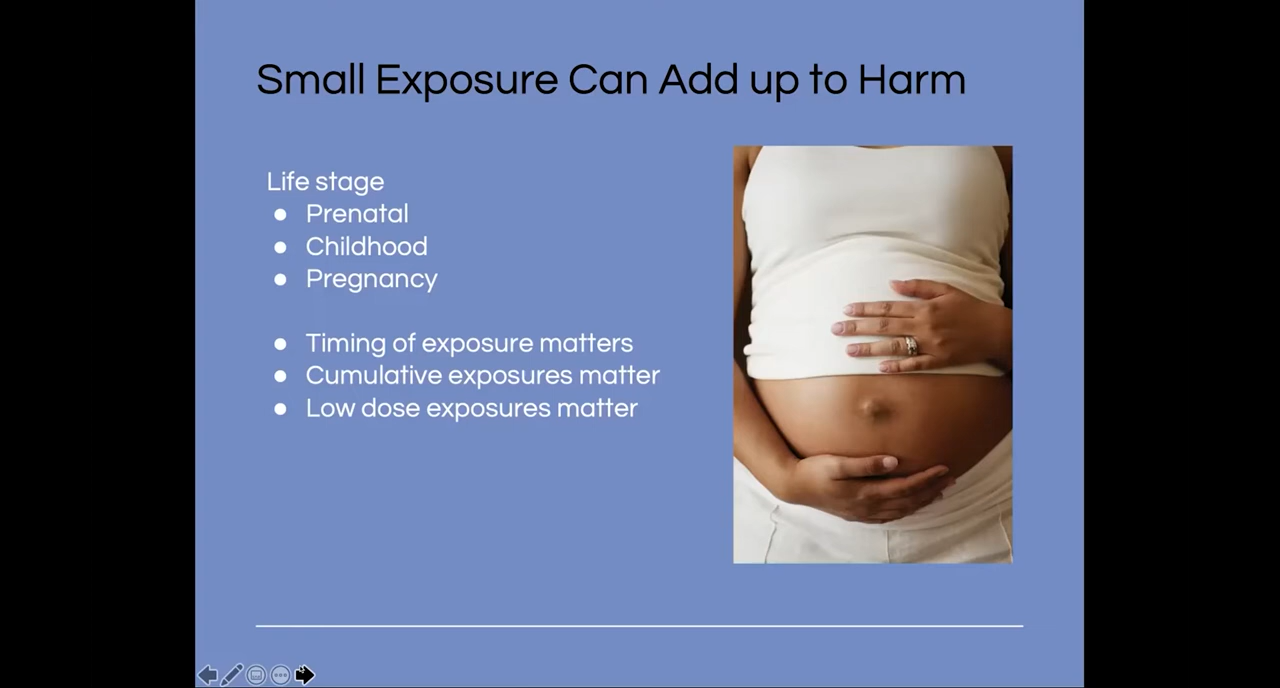 Small Exposure Can Add up to Harm
Life stage
● Prenatal
● Childhood
● Pregnancy
● Timing of exposure matters
● Cumulative exposures matter
● Low dose exposures matter